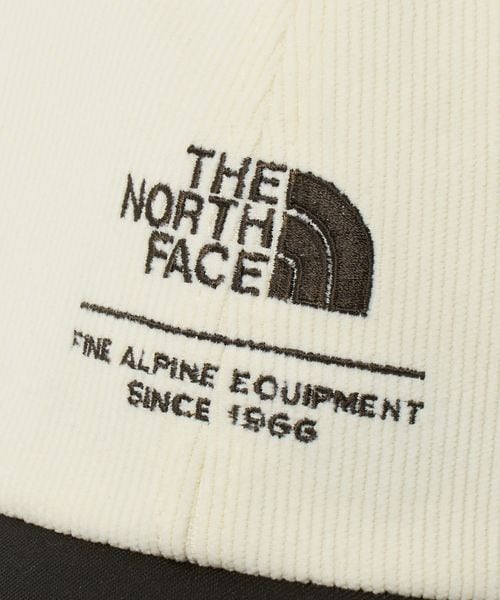 THE
NORTH
FACE
FINE ALPINE EQUIPMENT
SINCE 1966